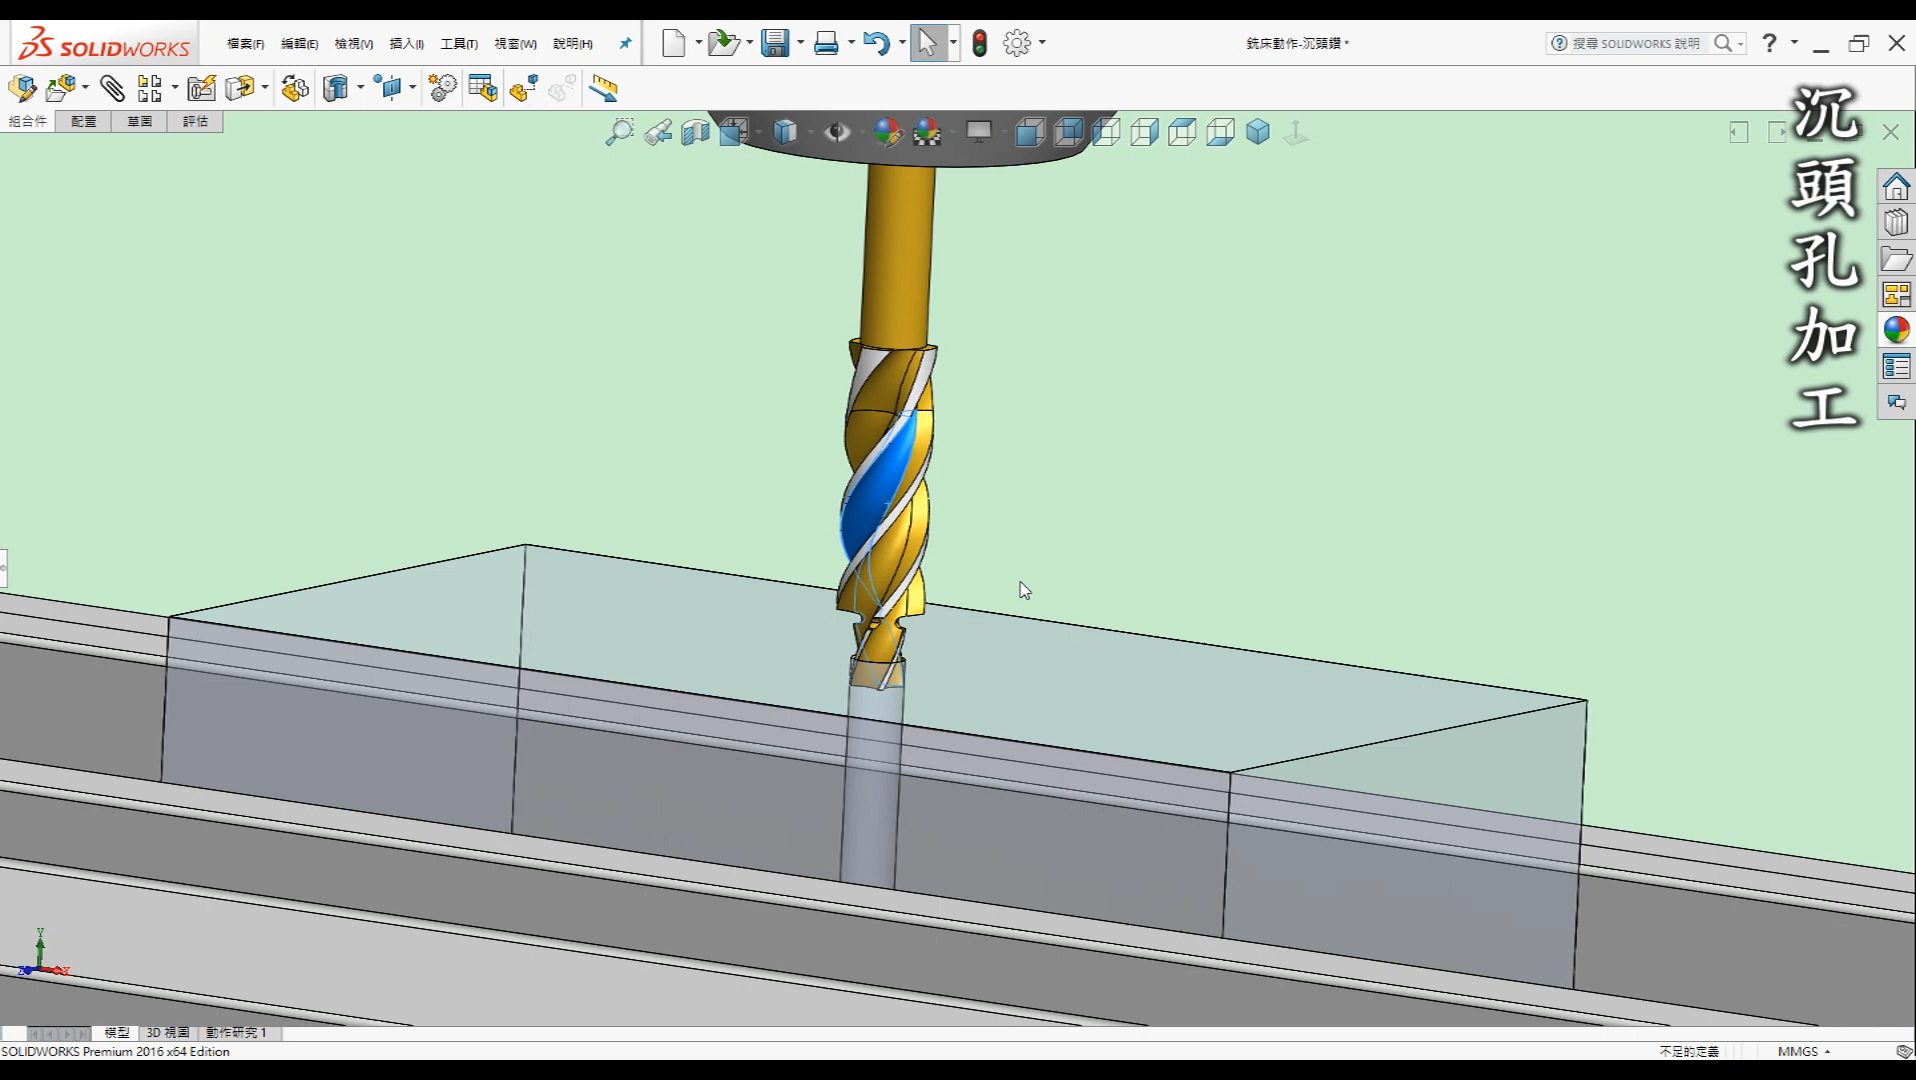 SOLIDWORKS
檔案(F) 編輯(E) 檢視(V) 插入(I) 工具(T) 視窗(W) 說明(H)
銑床動作-沉頭鑽 *
搜尋 SOLIDWORKS 說明
組合件 配置 草圖 評估
沉頭孔加工
Y
Z X
模型 3D 視圖 動作研究 1
SOLIDWORKS Premium 2016 x64 Edition
不足的定義 MMGS